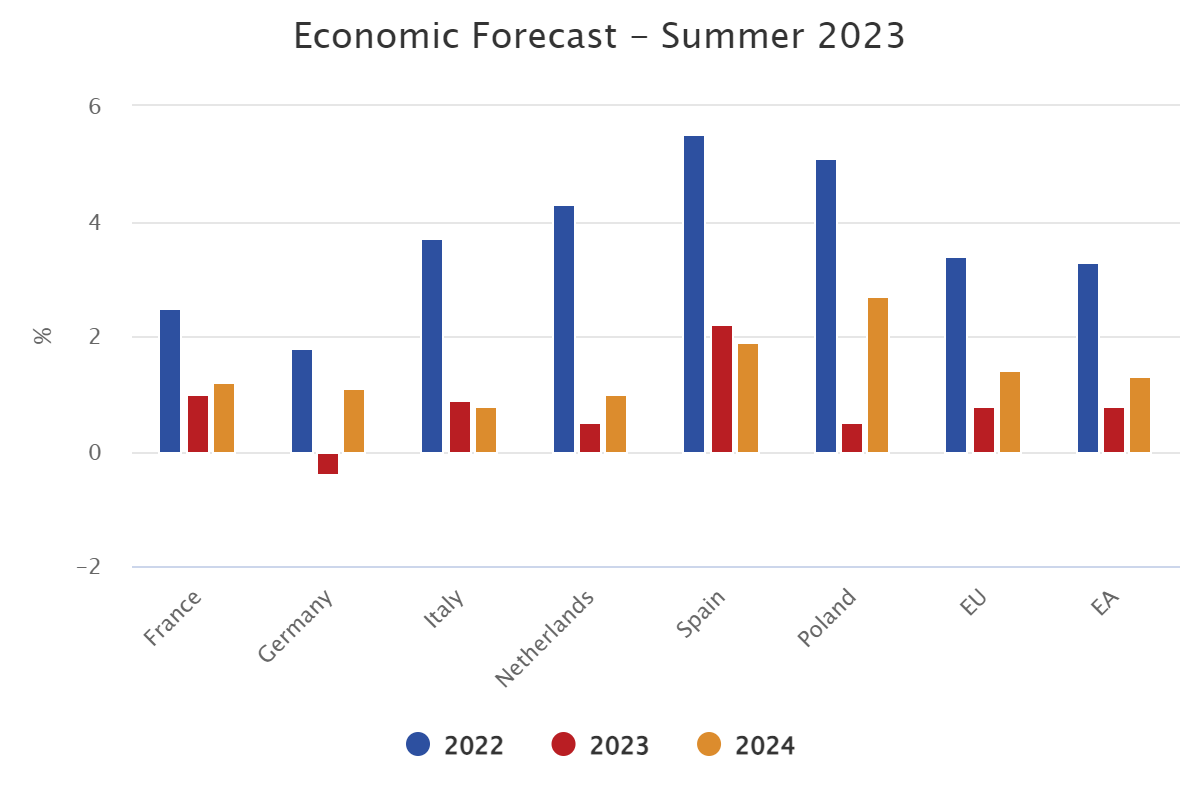 Economic Forecast – Summer 2023
%
6
4
2
0
−2
France
Germany
Italy
Netherlands
Spain
Poland
EU
EA
2022
2023
2024